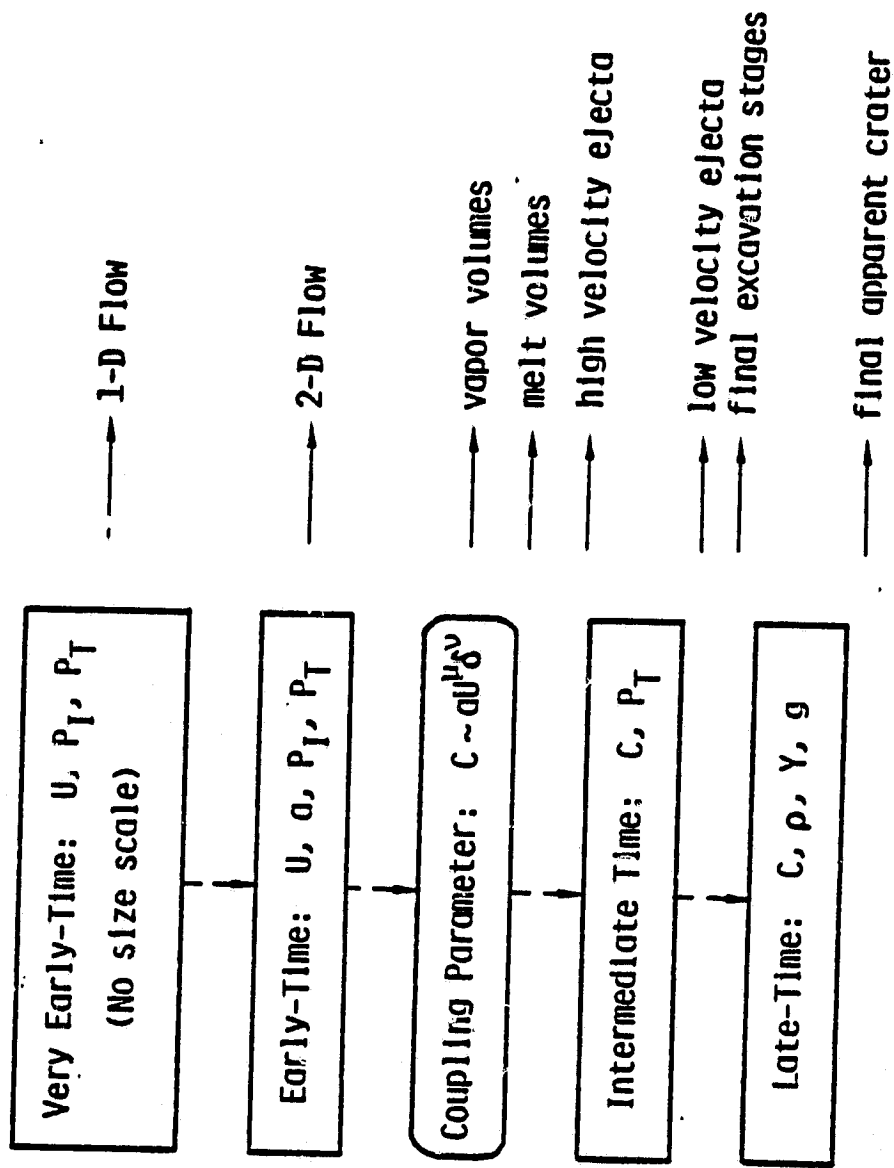 Very Early-Time: U, P_I, P_T
(No size scale)
1-D Flow
Early-Time: U, a, P_I, P_T
2-D Flow
Coupling Parameter: C ~ aU^μδ^ν
vapor volumes
melt volumes
high velocity ejecta
Intermediate Time: C, P_T
low velocity ejecta
final excavation stages
Late-Time: C, ρ, Y, g
final apparent crater